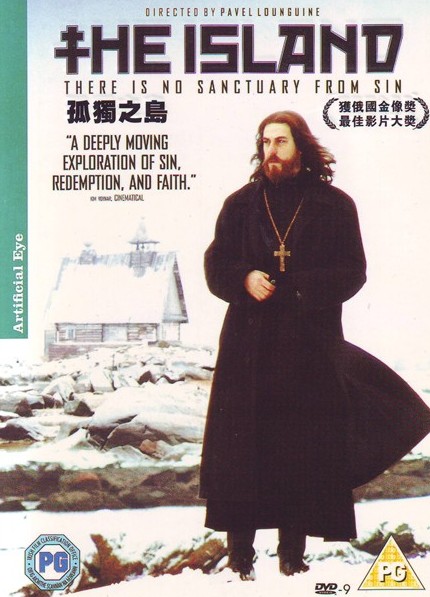 DIRECTED BY PAVEL LOUNGUINE
THE ISLAND
THERE IS NO SANCTUARY FROM SIN
孤獨之島
獲俄國金像獎
最佳影片大獎
"A DEEPLY MOVING
EXPLORATION OF SIN,
REDEMPTION, AND FAITH."
CINEMATICAL
Artificial Eye
PG
DVD-9
PG